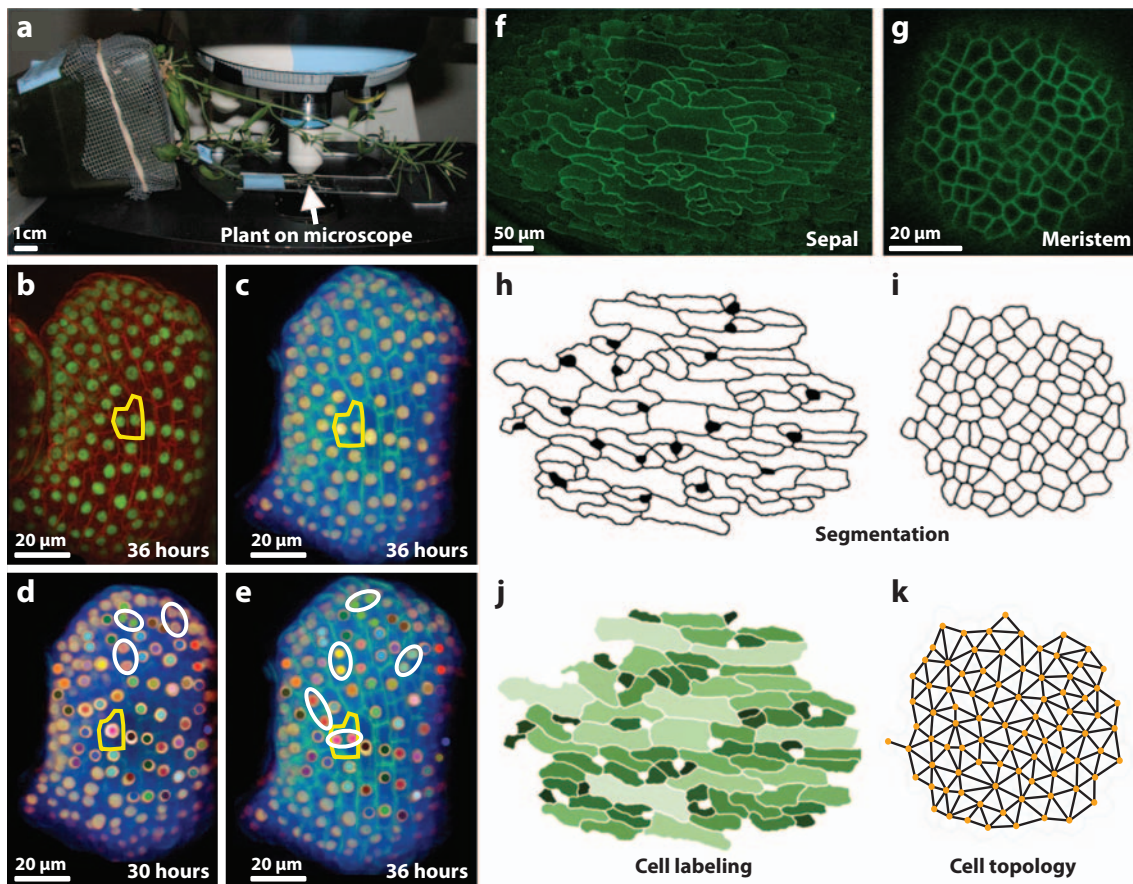 a
1cm
Plant on microscope
f
50 µm
Sepal
g
20 µm
Meristem
b
20 µm
36 hours
c
20 µm
36 hours
h
i
Segmentation
d
20 µm
30 hours
e
20 µm
36 hours
j
Cell labeling
k
Cell topology